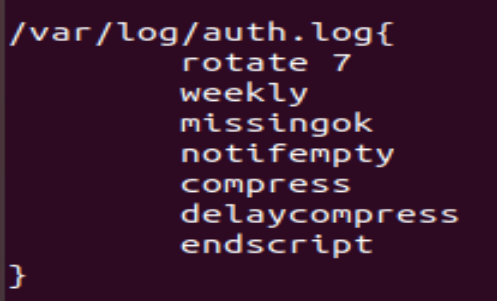 /var/log/auth.log{
rotate 7
weekly
missingok
notifempty
compress
delaycompress
endscript
}